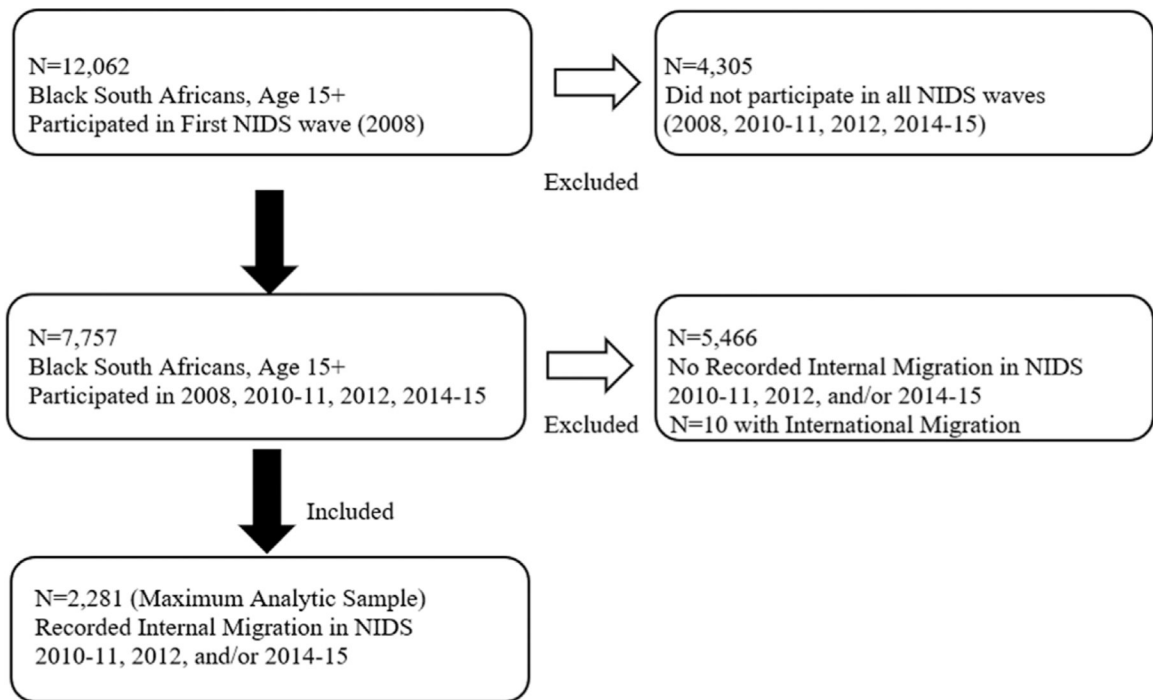 N=12,062
Black South Africans, Age 15+
Participated in First NIDS wave (2008)
N=4,305
Did not participate in all NIDS waves
(2008, 2010-11, 2012, 2014-15)
Excluded
N=7,757
Black South Africans, Age 15+
Participated in 2008, 2010-11, 2012, 2014-15
N=5,466
No Recorded Internal Migration in NIDS
2010-11, 2012, and/or 2014-15
N=10 with International Migration
Excluded
Included
N=2,281 (Maximum Analytic Sample)
Recorded Internal Migration in NIDS
2010-11, 2012, and/or 2014-15